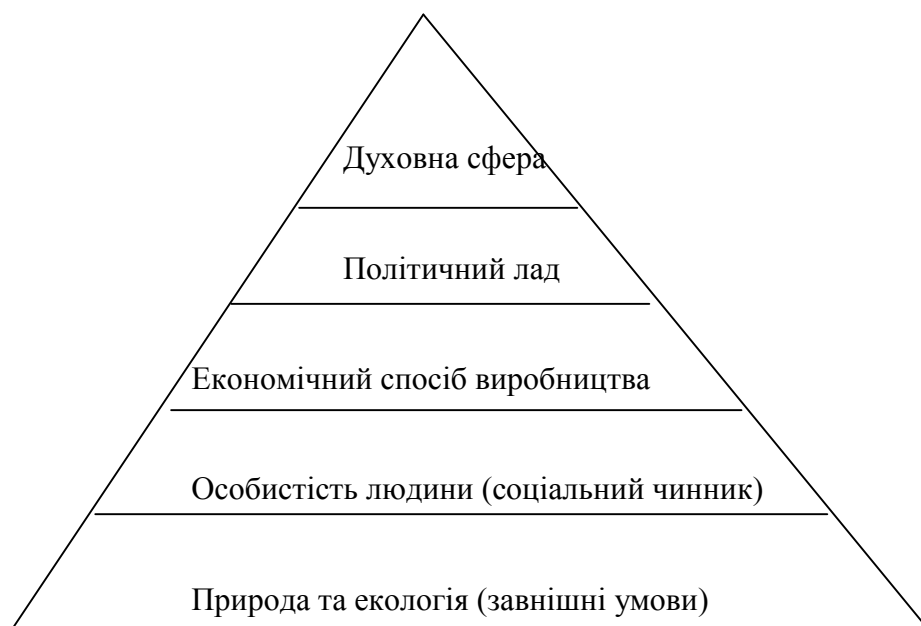 Духовна сфера
Політичний лад
Економічний спосіб виробництва
Особистість людини (соціальний чинник)
Природа та екологія (завнішні умови)